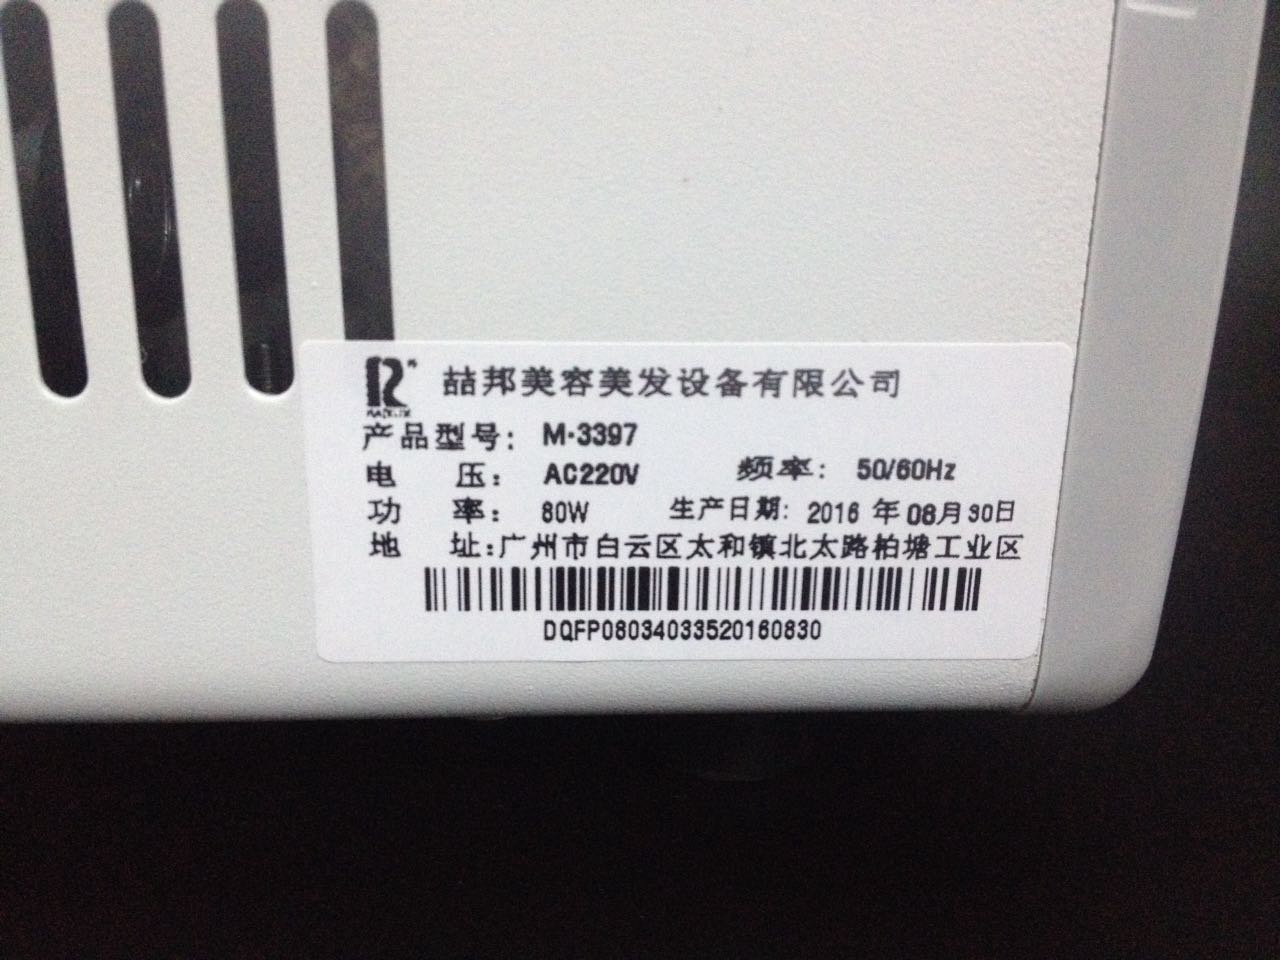 R
喆邦美容美发设备有限公司
产品型号: M·3397
电 压: AC220V 频率: 50/60Hz
功 率: 80W 生产日期: 2016 年 08月 30日
地 址:广州市白云区太和镇北太路柏塘工业区
DQFP08034033520160830